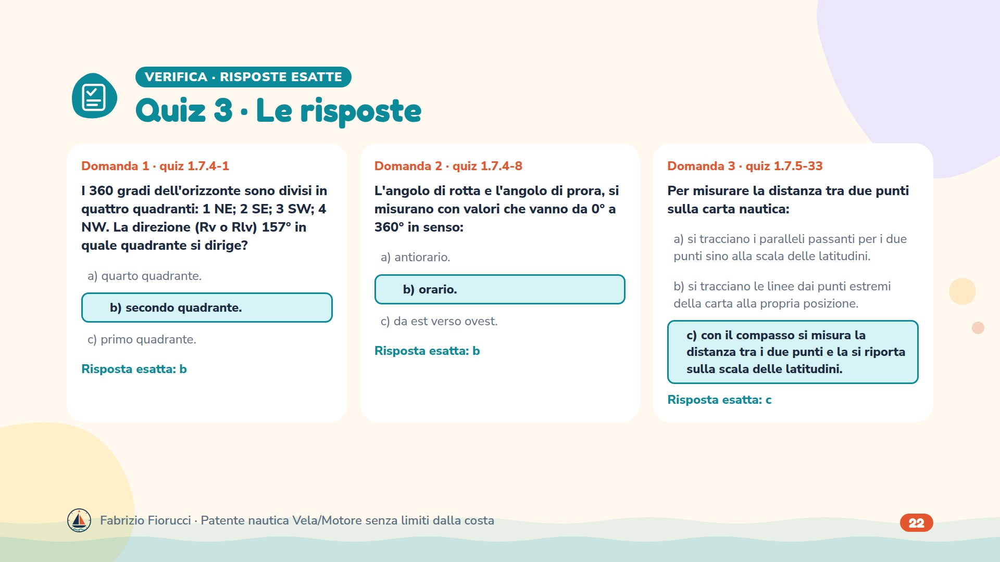 VERIFICA · RISPOSTE ESATTE
Quiz 3 · Le risposte
Domanda 1 · quiz 1.7.4-1
I 360 gradi dell'orizzonte sono divisi in
quattro quadranti: 1 NE; 2 SE; 3 SW; 4
NW. La direzione (Rv o Rlv) 157° in
quale quadrante si dirige?
a) quarto quadrante.
b) secondo quadrante.
c) primo quadrante.
Risposta esatta: b
Domanda 2 · quiz 1.7.4-8
L'angolo di rotta e l'angolo di prora, si
misurano con valori che vanno da 0° a
360° in senso:
a) antiorario.
b) orario.
c) da est verso ovest.
Risposta esatta: b
Domanda 3 · quiz 1.7.5-33
Per misurare la distanza tra due punti
sulla carta nautica:
a) si tracciano i paralleli passanti per i due
punti sino alla scala delle latitudini.
b) si tracciano le linee dai punti estremi
della carta alla propria posizione.
c) con il compasso si misura la
distanza tra i due punti e la si riporta
sulla scala delle latitudini.
Risposta esatta: c
Fabrizio Fiorucci · Patente nautica Vela/Motore senza limiti dalla costa
22